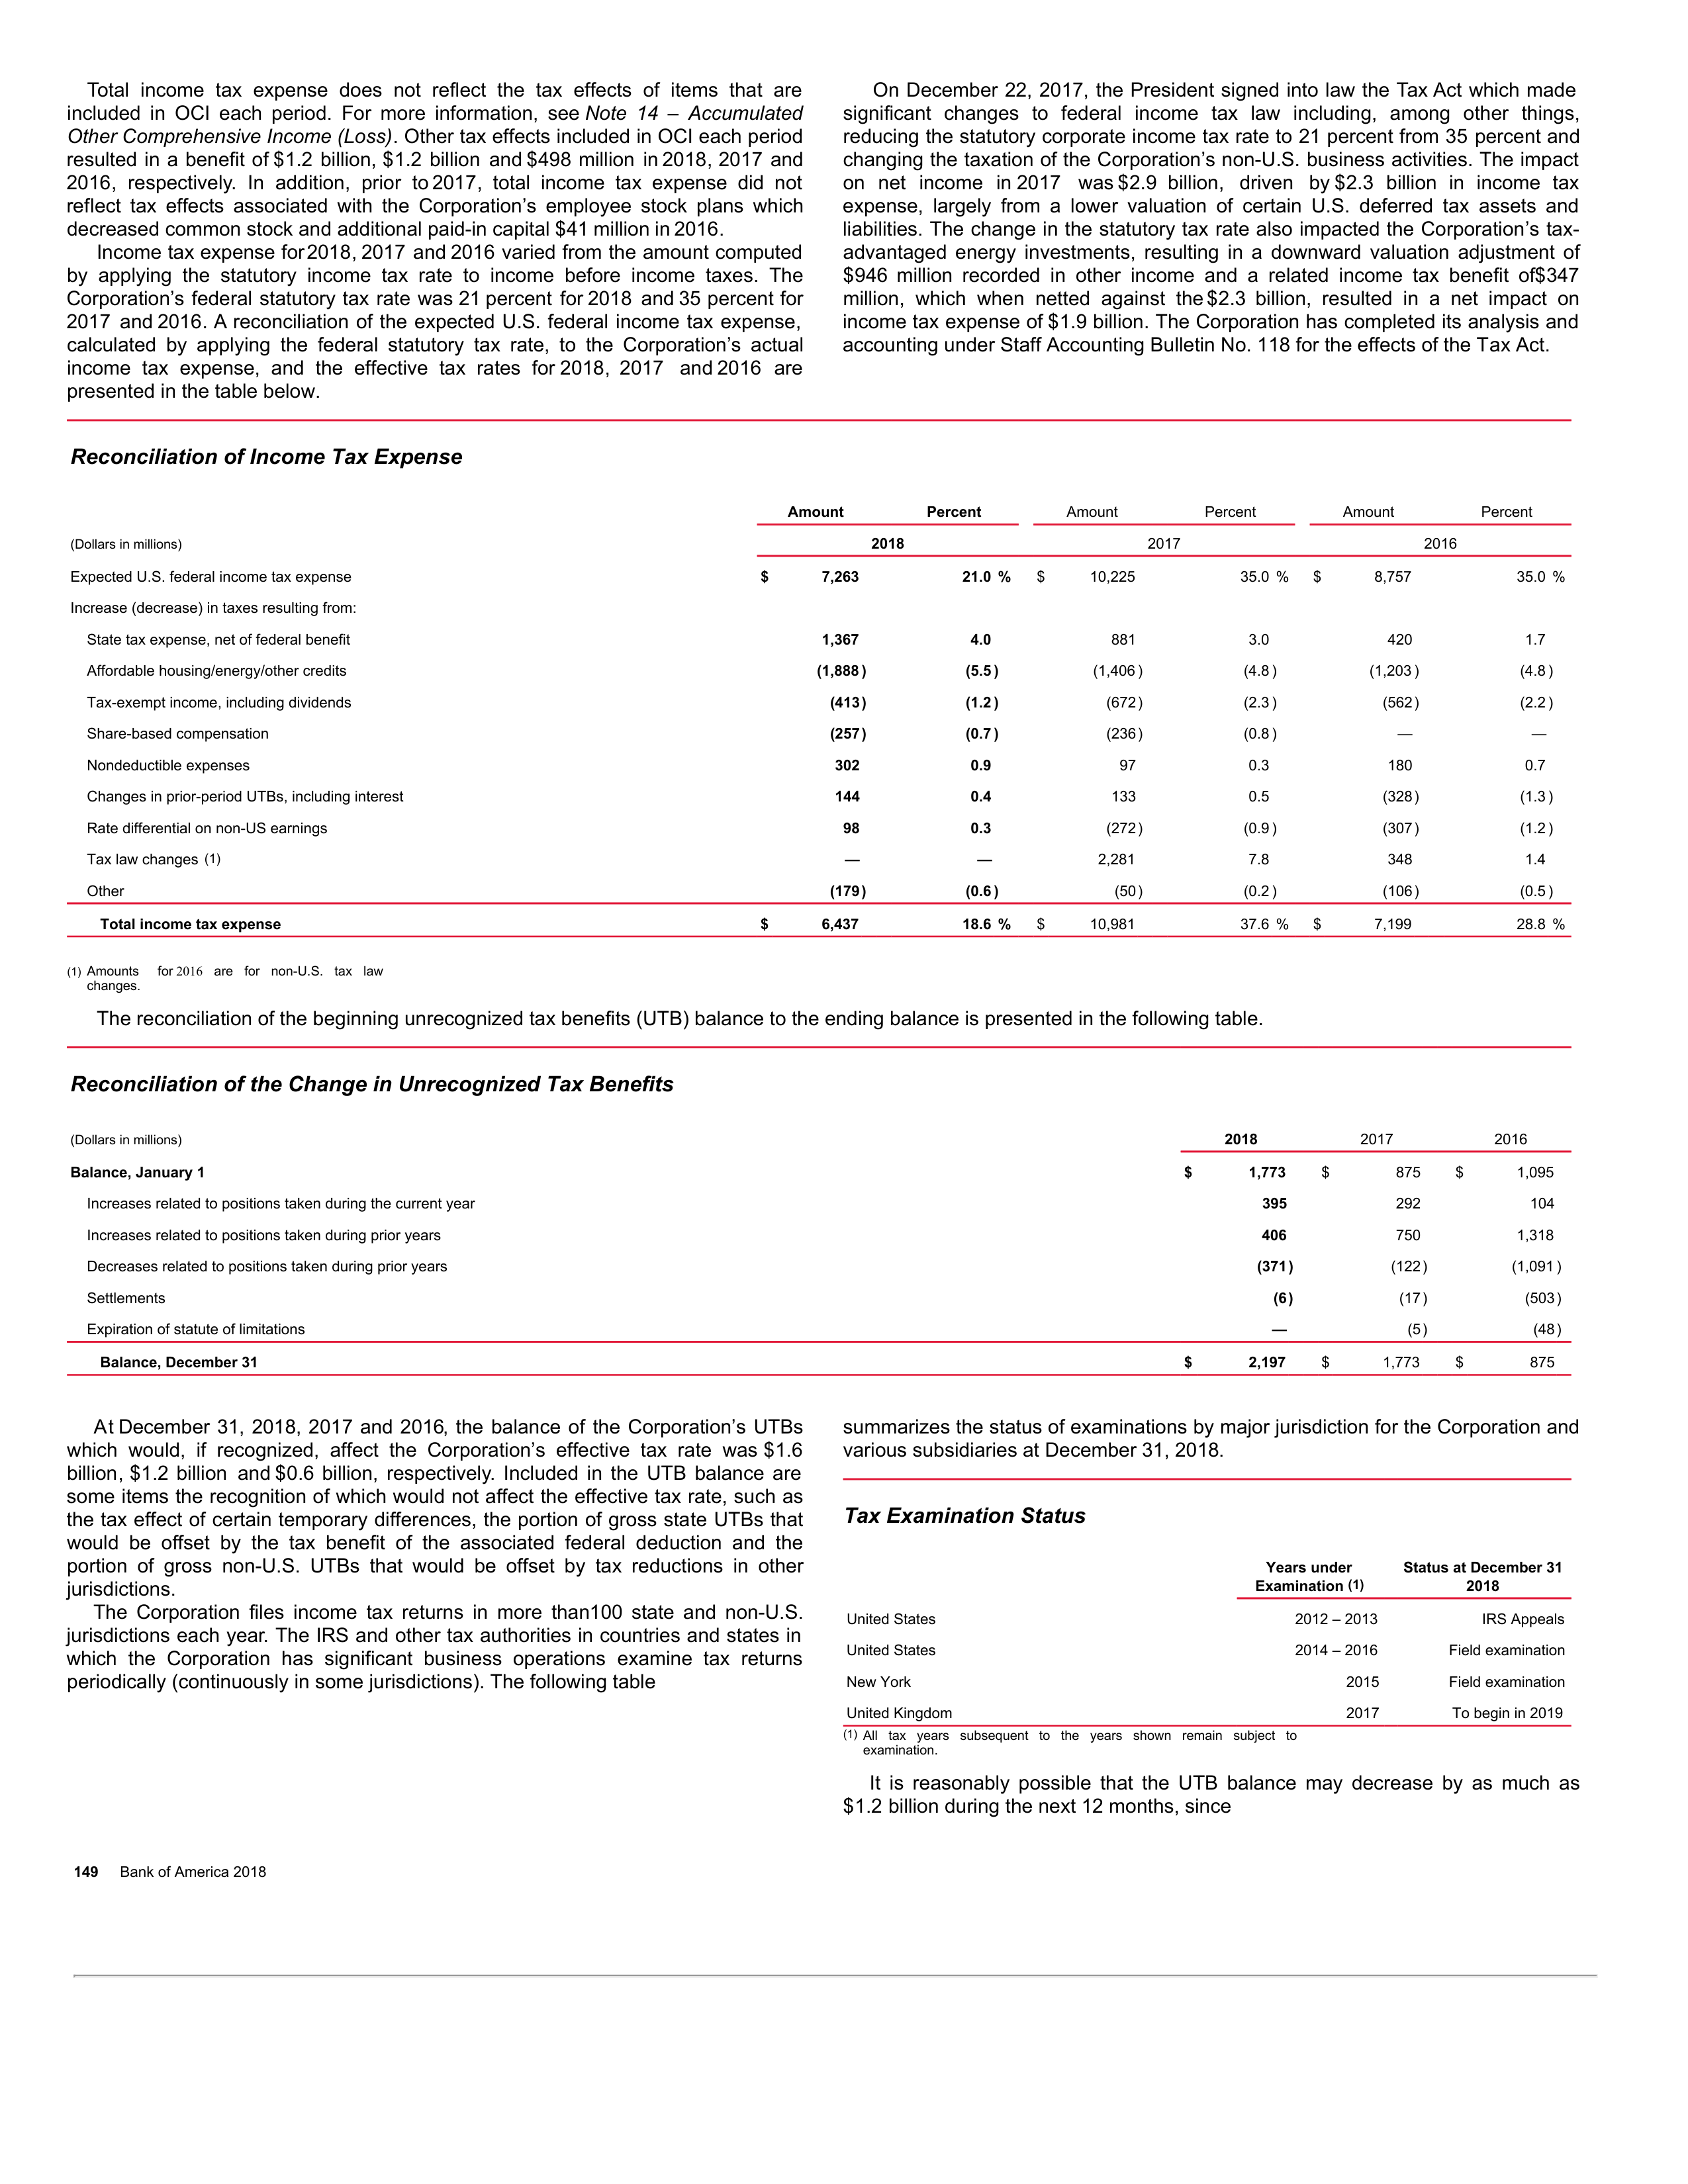 Total income tax expense does not reflect the tax effects of items that are
included in OCI each period. For more information, see Note 14 – Accumulated
Other Comprehensive Income (Loss). Other tax effects included in OCI each period
resulted in a benefit of $1.2 billion, $1.2 billion and $498 million in 2018, 2017 and
2016, respectively. In addition, prior to 2017, total income tax expense did not
reflect tax effects associated with the Corporation’s employee stock plans which
decreased common stock and additional paid-in capital $41 million in 2016.
Income tax expense for 2018, 2017 and 2016 varied from the amount computed
by applying the statutory income tax rate to income before income taxes. The
Corporation’s federal statutory tax rate was 21 percent for 2018 and 35 percent for
2017 and 2016. A reconciliation of the expected U.S. federal income tax expense,
calculated by applying the federal statutory tax rate, to the Corporation’s actual
income tax expense, and the effective tax rates for 2018, 2017 and 2016 are
presented in the table below.
On December 22, 2017, the President signed into law the Tax Act which made
significant changes to federal income tax law including, among other things,
reducing the statutory corporate income tax rate to 21 percent from 35 percent and
changing the taxation of the Corporation’s non-U.S. business activities. The impact
on net income in 2017 was $2.9 billion, driven by $2.3 billion in income tax
expense, largely from a lower valuation of certain U.S. deferred tax assets and
liabilities. The change in the statutory tax rate also impacted the Corporation’s tax-
advantaged energy investments, resulting in a downward valuation adjustment of
$946 million recorded in other income and a related income tax benefit of$347
million, which when netted against the $2.3 billion, resulted in a net impact on
income tax expense of $1.9 billion. The Corporation has completed its analysis and
accounting under Staff Accounting Bulletin No. 118 for the effects of the Tax Act.
Reconciliation of Income Tax Expense
Amount Percent Amount Percent Amount Percent
(Dollars in millions) 2018 2017 2016
Expected U.S. federal income tax expense $ 7,263 21.0 % $ 10,225 35.0 % $ 8,757 35.0 %
Increase (decrease) in taxes resulting from:
State tax expense, net of federal benefit 1,367 4.0 881 3.0 420 1.7
Affordable housing/energy/other credits (1,888) (5.5) (1,406) (4.8) (1,203) (4.8)
Tax-exempt income, including dividends (413) (1.2) (672) (2.3) (562) (2.2)
Share-based compensation (257) (0.7) (236) (0.8) — —
Nondeductible expenses 302 0.9 97 0.3 180 0.7
Changes in prior-period UTBs, including interest 144 0.4 133 0.5 (328) (1.3)
Rate differential on non-US earnings 98 0.3 (272) (0.9) (307) (1.2)
Tax law changes (1) — — 2,281 7.8 348 1.4
Other (179) (0.6) (50) (0.2) (106) (0.5)
Total income tax expense $ 6,437 18.6 % $ 10,981 37.6 % $ 7,199 28.8 %
(1) Amounts for 2016 are for non-U.S. tax law
changes.
The reconciliation of the beginning unrecognized tax benefits (UTB) balance to the ending balance is presented in the following table.
Reconciliation of the Change in Unrecognized Tax Benefits
(Dollars in millions) 2018 2017 2016
Balance, January 1 $ 1,773 $ 875 $ 1,095
Increases related to positions taken during the current year 395 292 104
Increases related to positions taken during prior years 406 750 1,318
Decreases related to positions taken during prior years (371) (122) (1,091)
Settlements (6) (17) (503)
Expiration of statute of limitations — (5) (48)
Balance, December 31 $ 2,197 $ 1,773 $ 875
At December 31, 2018, 2017 and 2016, the balance of the Corporation’s UTBs
which would, if recognized, affect the Corporation’s effective tax rate was $1.6
billion, $1.2 billion and $0.6 billion, respectively. Included in the UTB balance are
some items the recognition of which would not affect the effective tax rate, such as
the tax effect of certain temporary differences, the portion of gross state UTBs that
would be offset by the tax benefit of the associated federal deduction and the
portion of gross non-U.S. UTBs that would be offset by tax reductions in other
jurisdictions.
The Corporation files income tax returns in more than100 state and non-U.S.
jurisdictions each year. The IRS and other tax authorities in countries and states in
which the Corporation has significant business operations examine tax returns
periodically (continuously in some jurisdictions). The following table
summarizes the status of examinations by major jurisdiction for the Corporation and
various subsidiaries at December 31, 2018.
Tax Examination Status
Years under Status at December 31
Examination (1) 2018
United States 2012 – 2013 IRS Appeals
United States 2014 – 2016 Field examination
New York 2015 Field examination
United Kingdom 2017 To begin in 2019
(1) All tax years subsequent to the years shown remain subject to
examination.
It is reasonably possible that the UTB balance may decrease by as much as
$1.2 billion during the next 12 months, since
149 Bank of America 2018